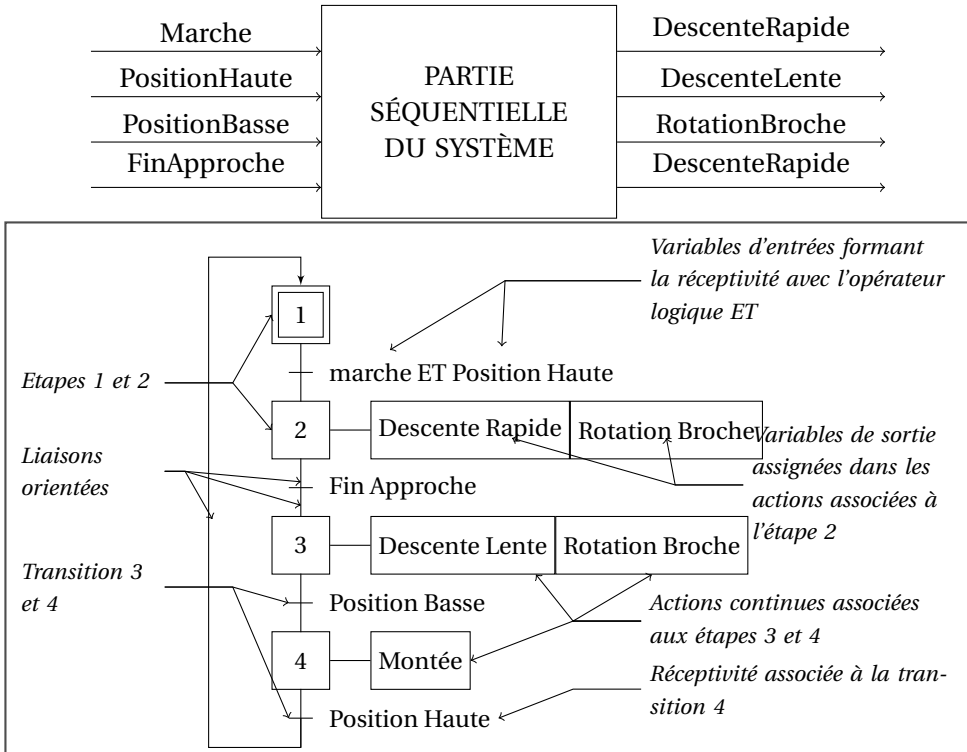 Marche
PositionHaute
PositionBasse
FinApproche
PARTIE
SÉQUENTIELLE
DU SYSTÈME
DescenteRapide
DescenteLente
RotationBroche
DescenteRapide
Variables d'entrées formant
la réceptivité avec l'opérateur
logique ET
1
marche ET Position Haute
Etapes 1 et 2
2
Descente Rapide
Rotation Broche
Variables de sortie
assignées dans les
actions associées à
l'étape 2
Liaisons
orientées
Fin Approche
3
Descente Lente
Rotation Broche
Transition 3
et 4
Position Basse
Actions continues associées
aux étapes 3 et 4
4
Montée
Réceptivité associée à la tran-
sition 4
Position Haute